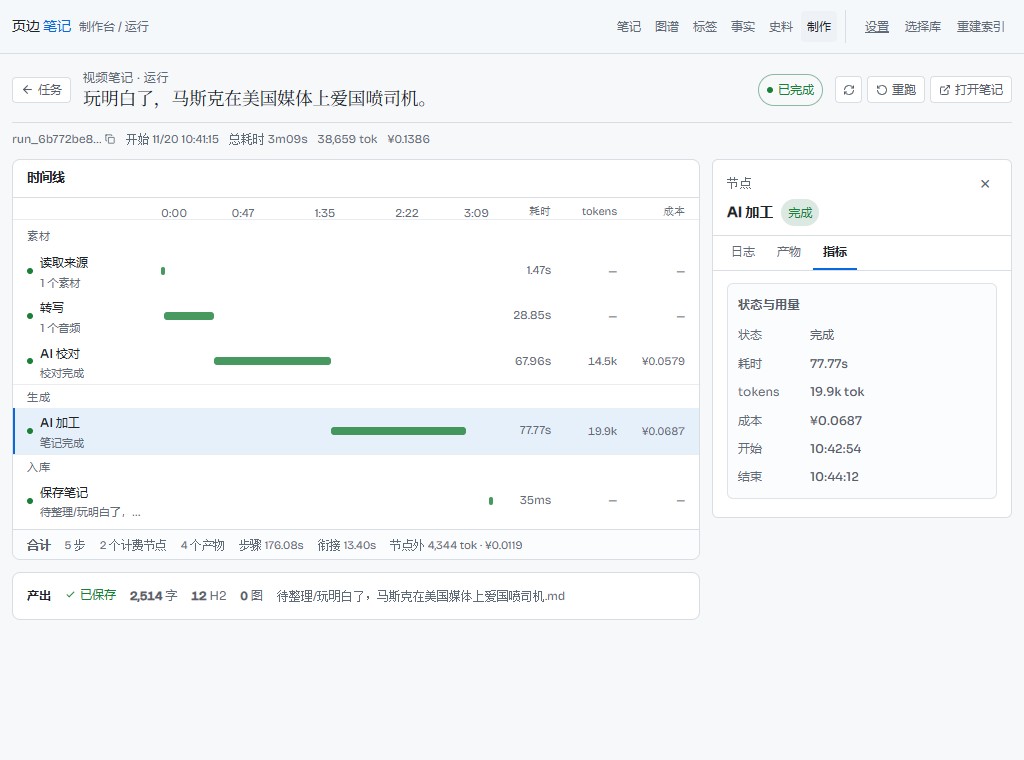 页边 笔记 制作台 / 运行 笔记 图谱 标签 事实 史料 制作 设置 选择库 重建索引
← 任务 视频笔记 · 运行
玩明白了，马斯克在美国媒体上爱国喷司机。 已完成 重跑 打开笔记
run_6b772be8... 开始 11/20 10:41:15 总耗时 3m09s 38,659 tok ¥0.1386
时间线
0:00 0:47 1:35 2:22 3:09 耗时 tokens 成本
素材
读取来源 1.47s — —
1 个素材
转写 28.85s — —
1 个音频
AI 校对 67.96s 14.5k ¥0.0579
校对完成
生成
AI 加工 77.77s 19.9k ¥0.0687
笔记完成
入库
保存笔记 35ms — —
待整理/玩明白了，...
合计 5 步 2 个计费节点 4 个产物 步骤 176.08s 衔接 13.40s 节点外 4,344 tok · ¥0.0119
产出 已保存 2,514 字 12 H2 0 图 待整理/玩明白了，马斯克在美国媒体上爱国喷司机.md
节点
AI 加工 完成
日志 产物 指标
状态与用量
状态 完成
耗时 77.77s
tokens 19.9k tok
成本 ¥0.0687
开始 10:42:54
结束 10:44:12